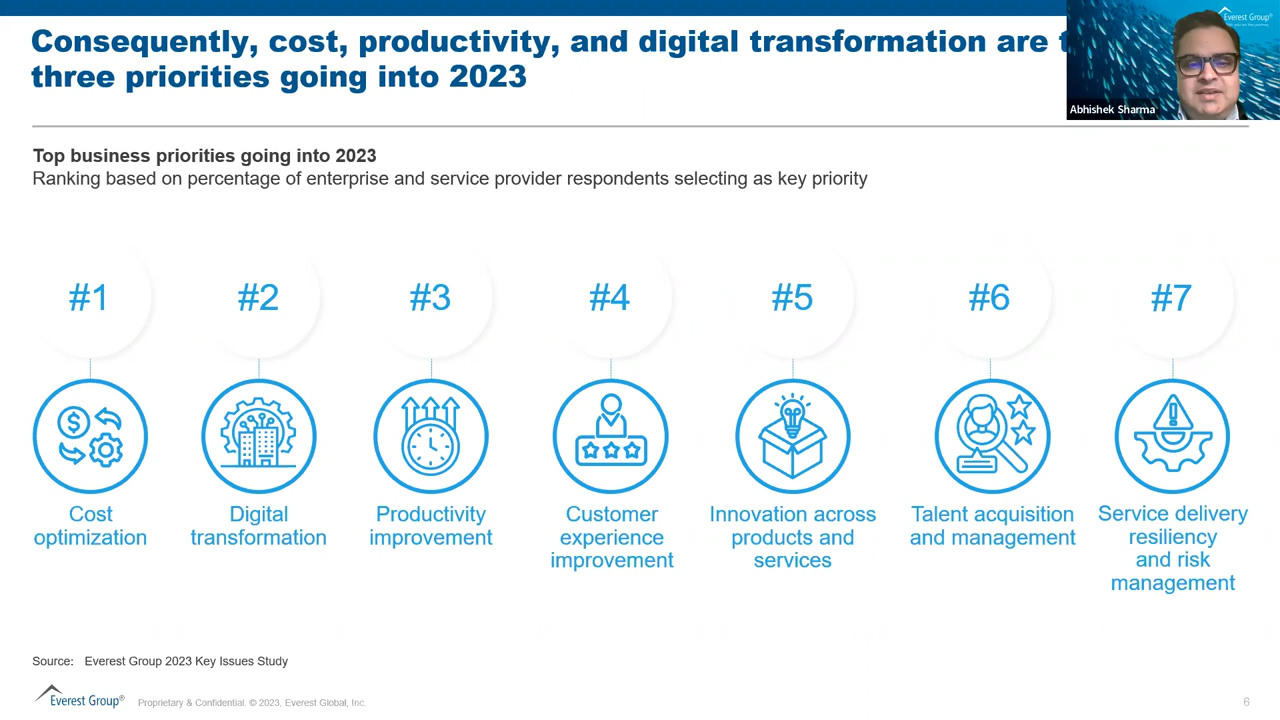 Consequently, cost, productivity, and digital transformation are
three priorities going into 2023
Everest Group®
Abhishek Sharma
Top business priorities going into 2023
Ranking based on percentage of enterprise and service provider respondents selecting as key priority
#1
#2
#3
#4
#5
#6
#7
$
Cost
optimization
Digital
transformation
Productivity
improvement
Customer
experience
improvement
Innovation across
products and
services
Talent acquisition
and management
Service delivery
resiliency
and risk
management
Source: Everest Group 2023 Key Issues Study
Everest Group®
Proprietary & Confidential. © 2023, Everest Global, Inc.
6